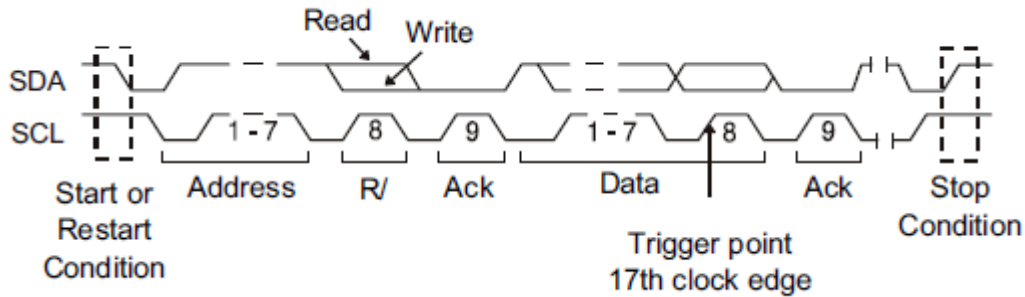 Read
Write
SDA
SCL
1 - 7
8
9
1 - 7
8
9
Address
R/
Ack
Data
Ack
Start or
Restart
Condition
Stop
Condition
Trigger point
17th clock edge